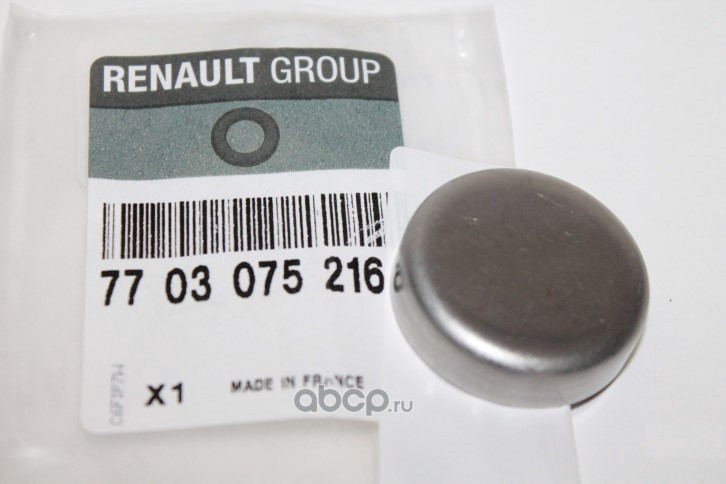 RENAULT GROUP
77 03 075 216
X1 MADE IN FRANCE
abcp.ru